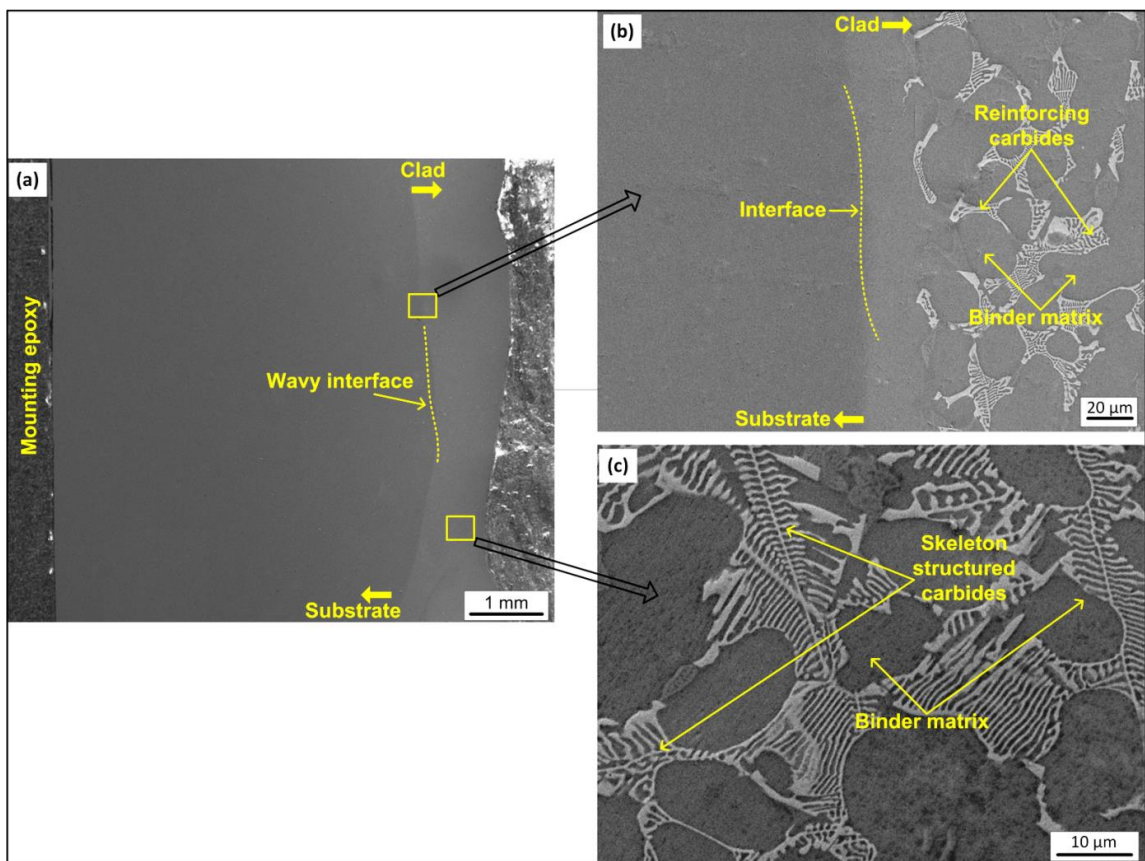 (a)
Clad
Mounting epoxy
Wavy interface
Substrate
1 mm
(b)
Clad
Reinforcing
carbides
Interface
Binder matrix
Substrate
20 µm
(c)
Skeleton
structured
carbides
Binder matrix
10 µm